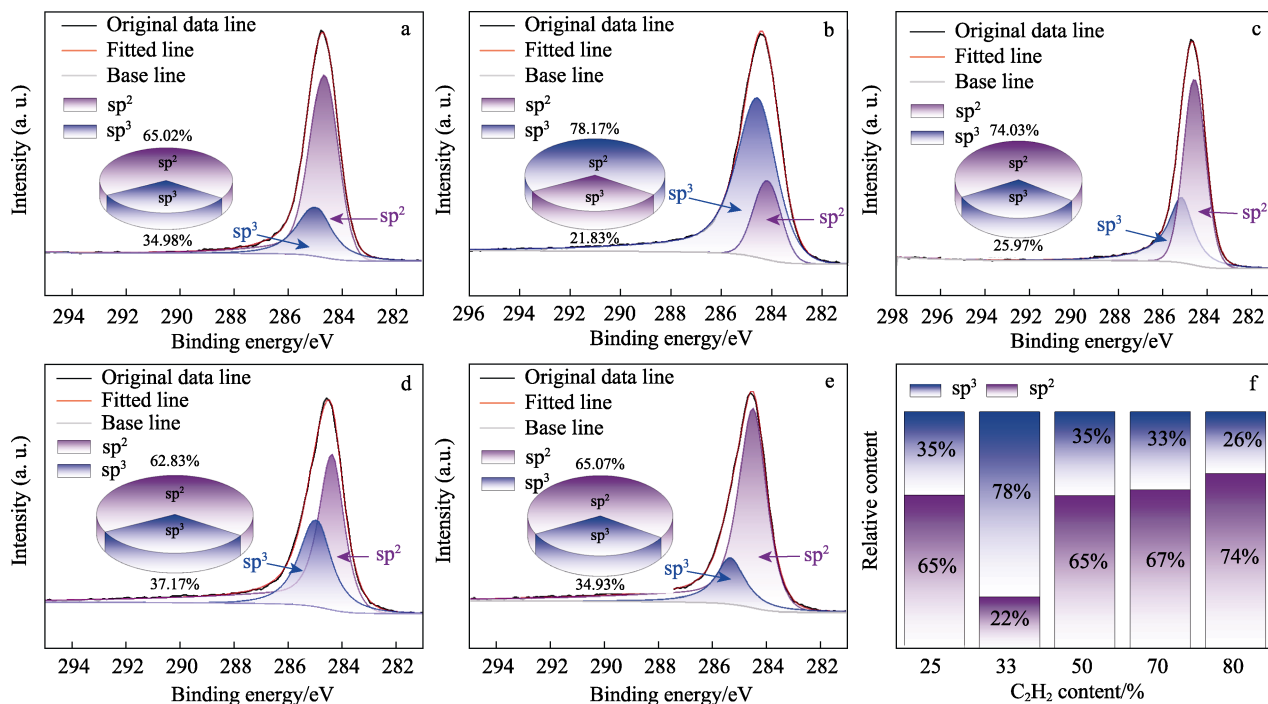 a
Original data line
Fitted line
Base line
sp²
sp³
65.02%
sp²
sp³
34.98%
sp³
sp²
Intensity (a. u.)
294 292 290 288 286 284 282
Binding energy/eV
b
Original data line
Fitted line
Base line
sp²
sp³
78.17%
sp²
sp³
21.83%
sp³
sp²
Intensity (a. u.)
296 294 292 290 288 286 284 282
Binding energy/eV
c
Original data line
Fitted line
Base line
sp²
sp³
74.03%
sp²
sp³
25.97%
sp³
sp²
Intensity (a. u.)
298 296 294 292 290 288 286 284 282
Binding energy/eV
d
Original data line
Fitted line
Base line
sp²
sp³
62.83%
sp²
sp³
37.17%
sp³
sp²
Intensity (a.u.)
294 292 290 288 286 284 282
Binding energy/eV
e
Original data line
Fitted line
Base line
sp²
sp³
65.07%
sp²
sp³
34.93%
sp³
sp²
Intensity (a.u.)
294 292 290 288 286 284 282
Binding energy/eV
f
sp³ sp²
35% 78% 35% 33% 26%
65% 22% 65% 67% 74%
Relative content
25 33 50 70 80
C₂H₂ content/%